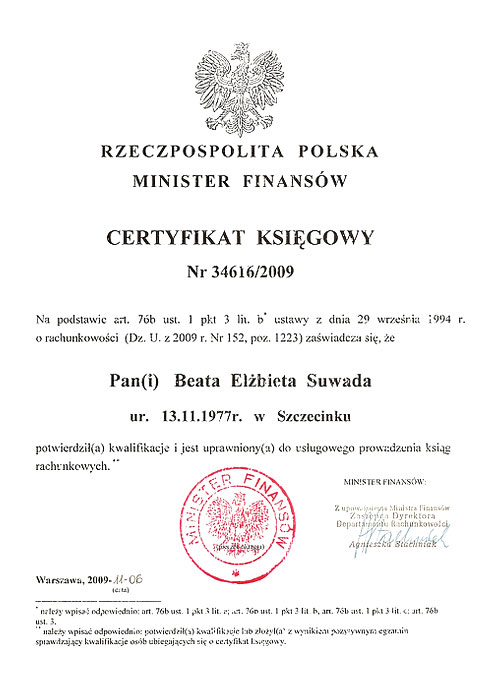 RZECZPOSPOLITA POLSKA
MINISTER FINANSÓW
CERTYFIKAT KSIĘGOWY
Nr 34616/2009
Na podstawie art. 76b ust. 1 pkt 3 lit. b* ustawy z dnia 29 września 1994 r.
o rachunkowości (Dz. U. z 2009 r. Nr 152, poz. 1223) zaświadcza się, że
Pan(i) Beata Elżbieta Suwada
ur. 13.11.1977r. w Szczecinku
potwierdził(a) kwalifikacje i jest uprawniony(a) do usługowego prowadzenia ksiąg
rachunkowych. **
MINISTER FINANSÓW:
MINISTER FINANSÓW
Z upoważnienia Ministra Finansów
Zastępca Dyrektora
Departamentu Rachunkowości
Agnieszka Stachniak
Warszawa, 2009-11-06
(data)
* należy wpisać odpowiednio: art. 76b ust. 1 pkt 3 lit. a; art. 76b ust. 1 pkt 3 lit. b, art. 76b ust. 1 pkt 3 lit. c; art. 76b
ust. 3.
** należy wpisać odpowiednio: potwierdził(a) kwalifikacje lub złożył(a) z wynikiem pozytywnym egzamin
sprawdzający kwalifikacje osób ubiegających się o certyfikat księgowy.